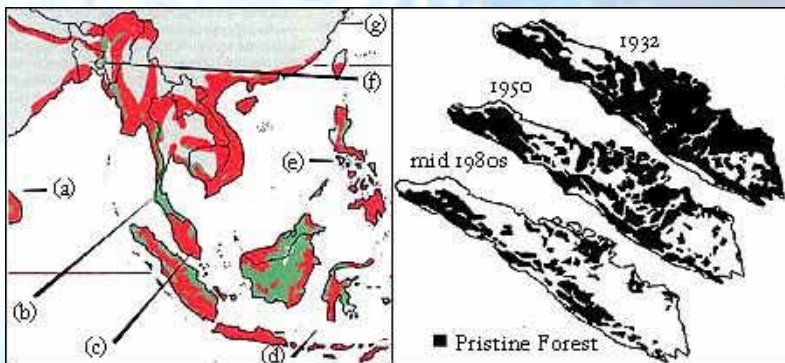 (g)
(f)
(e)
(a)
(b)
(c)
(d)
1932
1950
mid 1980s
Pristine Forest